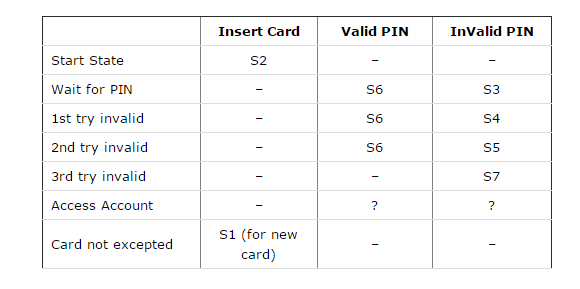 Insert Card Valid PIN InValid PIN
Start State S2 – –
Wait for PIN – S6 S3
1st try invalid – S6 S4
2nd try invalid – S6 S5
3rd try invalid – – S7
Access Account – ? ?
Card not excepted S1 (for new card) – –